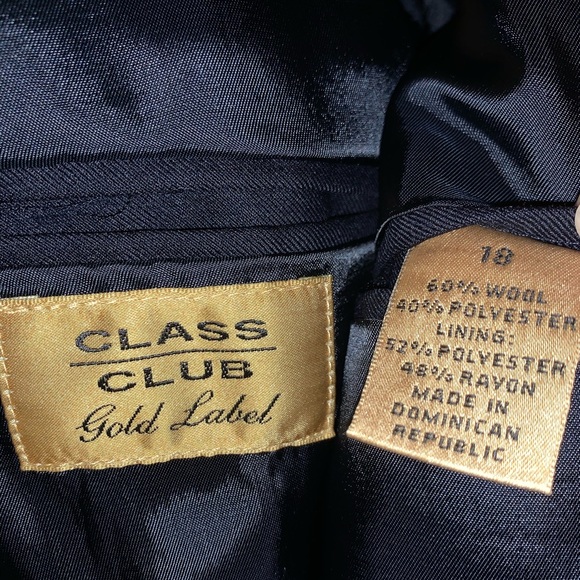 CLASS
CLUB
Gold Label
18
60% WOOL
40% POLYESTER
LINING:
52% POLYESTER
48% RAYON
MADE IN
DOMINICAN
REPUBLIC